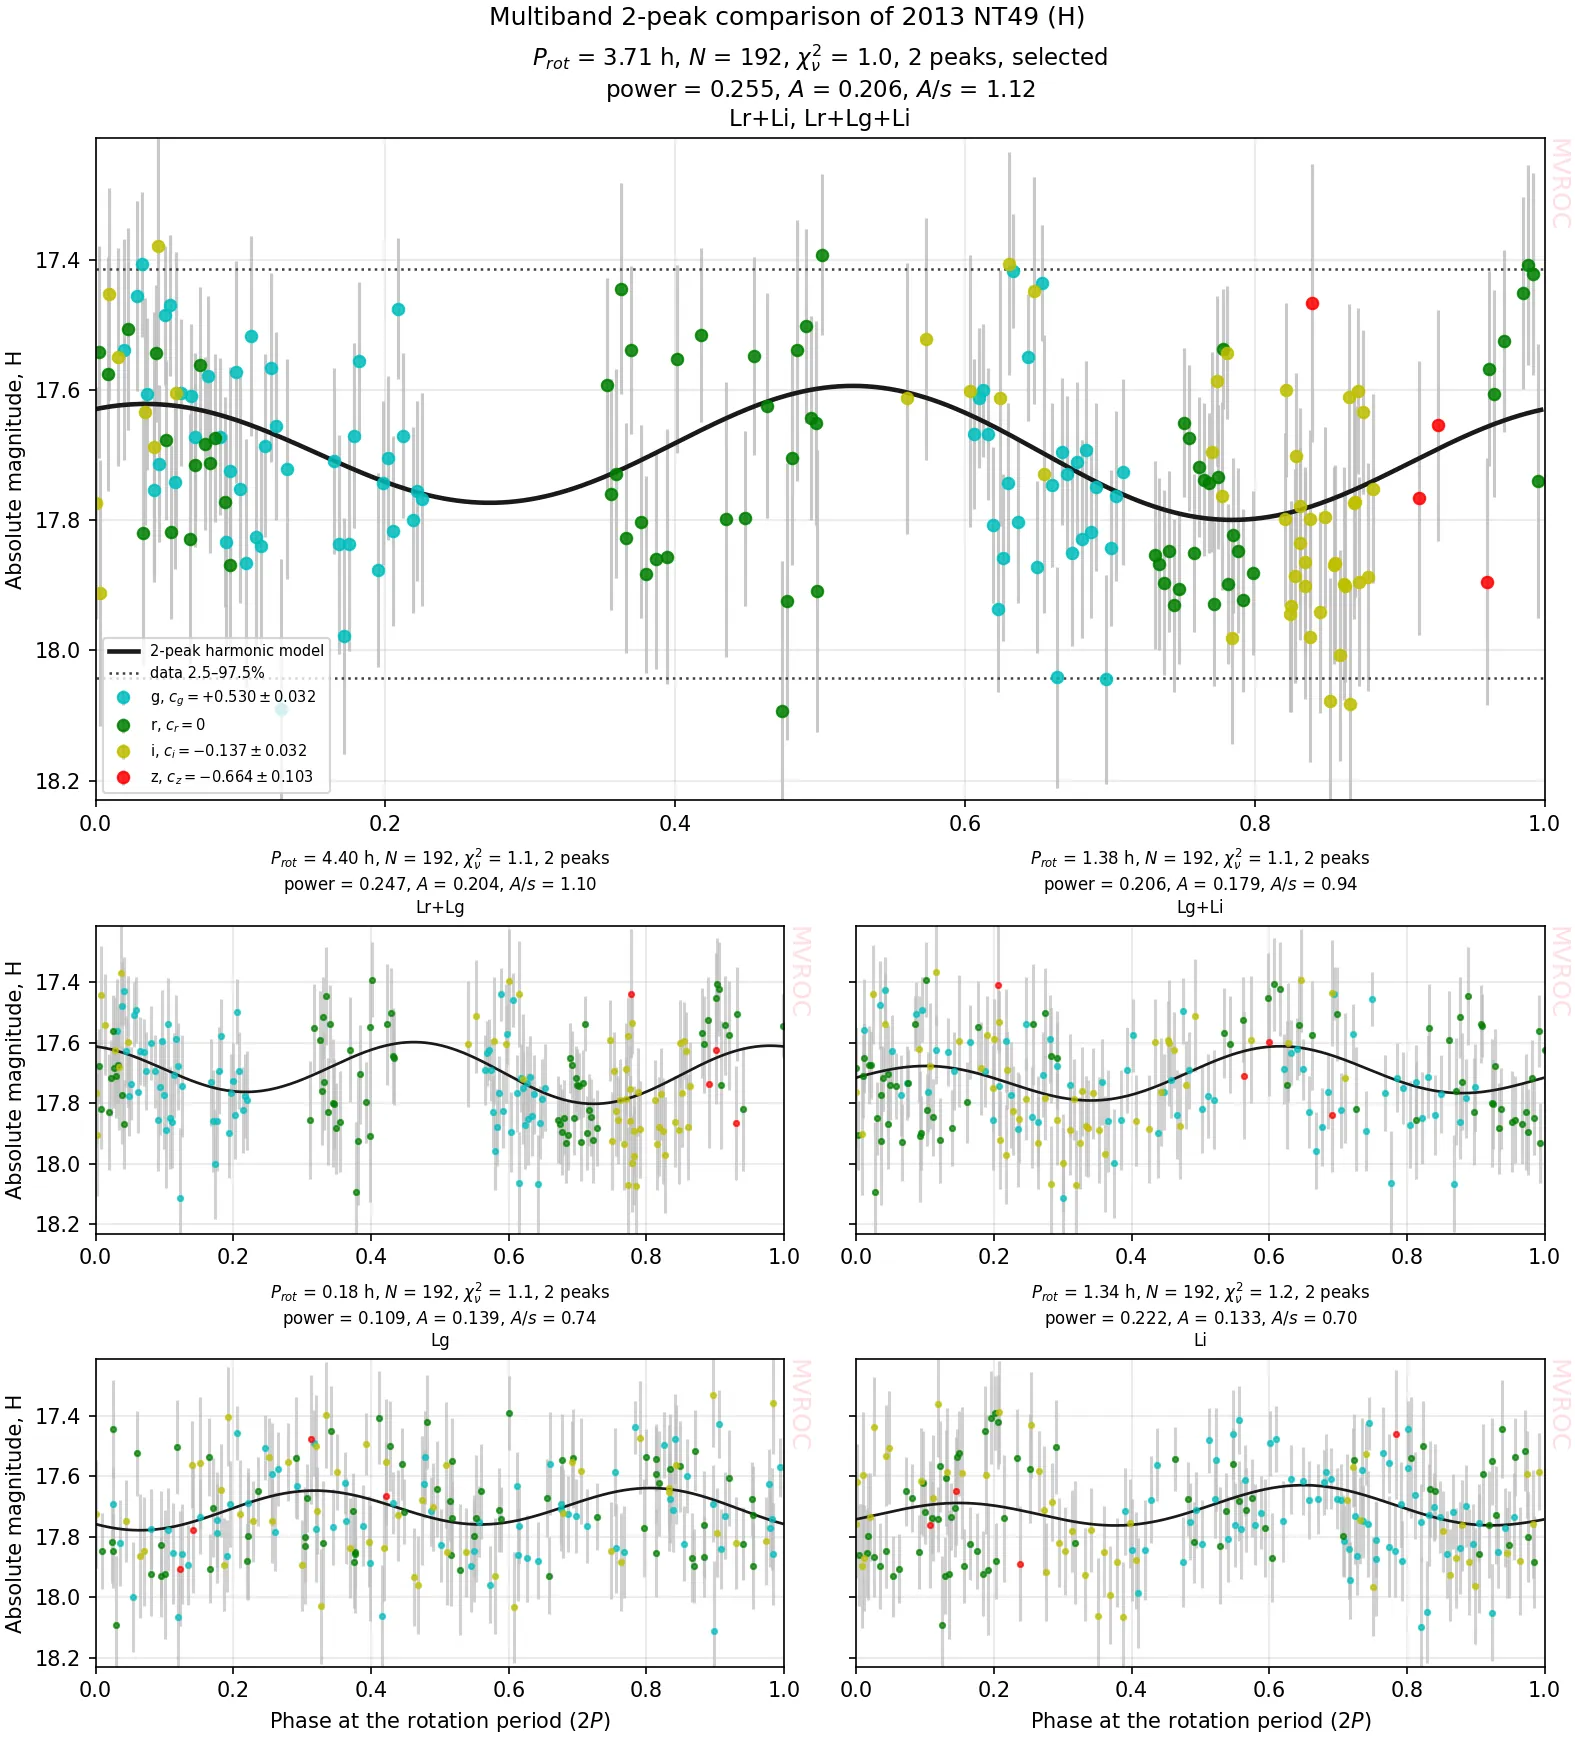 Multiband 2-peak comparison of 2013 NT49 (H)
P_rot = 3.71 h, N = 192, χ²_ν = 1.0, 2 peaks, selected
power = 0.255, A = 0.206, A/s = 1.12
Lr+Li, Lr+Lg+Li
MVROC
Absolute magnitude, H
17.4
17.6
17.8
18.0
18.2
2-peak harmonic model
data 2.5–97.5%
g, c_g = +0.530 ± 0.032
r, c_r = 0
i, c_i = −0.137 ± 0.032
z, c_z = −0.664 ± 0.103
0.0 0.2 0.4 0.6 0.8 1.0
P_rot = 4.40 h, N = 192, χ²_ν = 1.1, 2 peaks
power = 0.247, A = 0.204, A/s = 1.10
Lr+Lg
MVROC
Absolute magnitude, H
17.4
17.6
17.8
18.0
18.2
0.0 0.2 0.4 0.6 0.8 1.0
P_rot = 1.38 h, N = 192, χ²_ν = 1.1, 2 peaks
power = 0.206, A = 0.179, A/s = 0.94
Lg+Li
MVROC
0.0 0.2 0.4 0.6 0.8 1.0
P_rot = 0.18 h, N = 192, χ²_ν = 1.1, 2 peaks
power = 0.109, A = 0.139, A/s = 0.74
Lg
MVROC
Absolute magnitude, H
17.4
17.6
17.8
18.0
18.2
0.0 0.2 0.4 0.6 0.8 1.0
Phase at the rotation period (2P)
P_rot = 1.34 h, N = 192, χ²_ν = 1.2, 2 peaks
power = 0.222, A = 0.133, A/s = 0.70
Li
MVROC
0.0 0.2 0.4 0.6 0.8 1.0
Phase at the rotation period (2P)